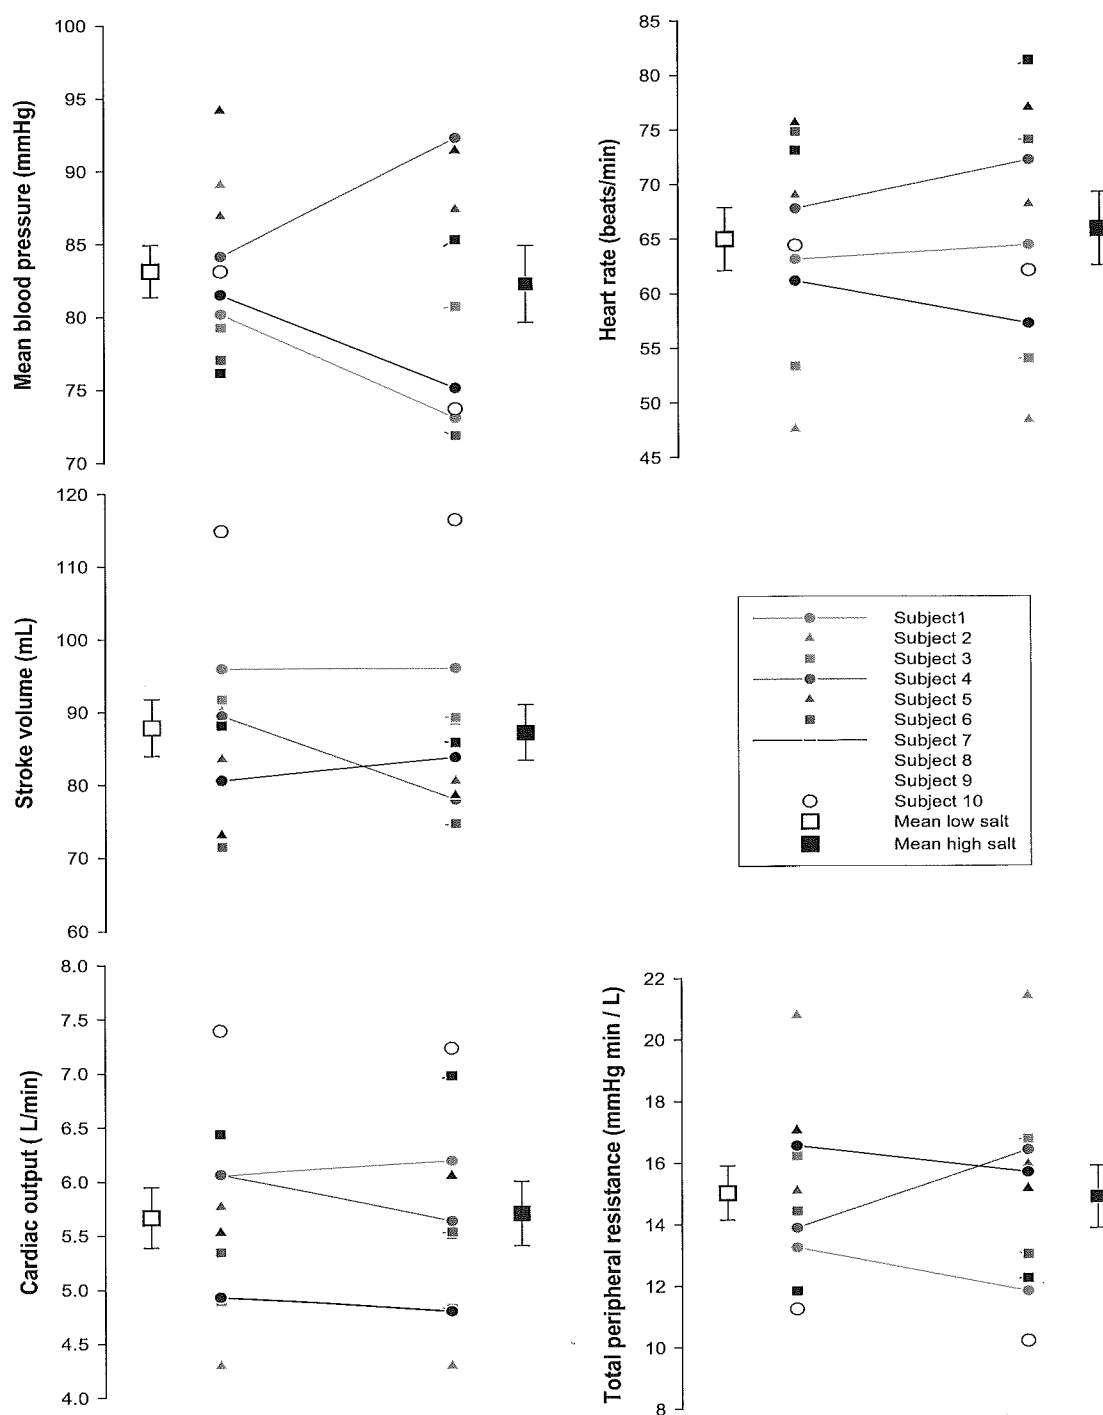 Mean blood pressure (mmHg)
100
95
90
85
80
75
70
Heart rate (beats/min)
85
80
75
70
65
60
55
50
45
Stroke volume (mL)
120
110
100
90
80
70
60
Subject1
Subject 2
Subject 3
Subject 4
Subject 5
Subject 6
Subject 7
Subject 8
Subject 9
Subject 10
Mean low salt
Mean high salt
Cardiac output ( L/min)
8.0
7.5
7.0
6.5
6.0
5.5
5.0
4.5
4.0
Total peripheral resistance (mmHg min / L)
22
20
18
16
14
12
10
8